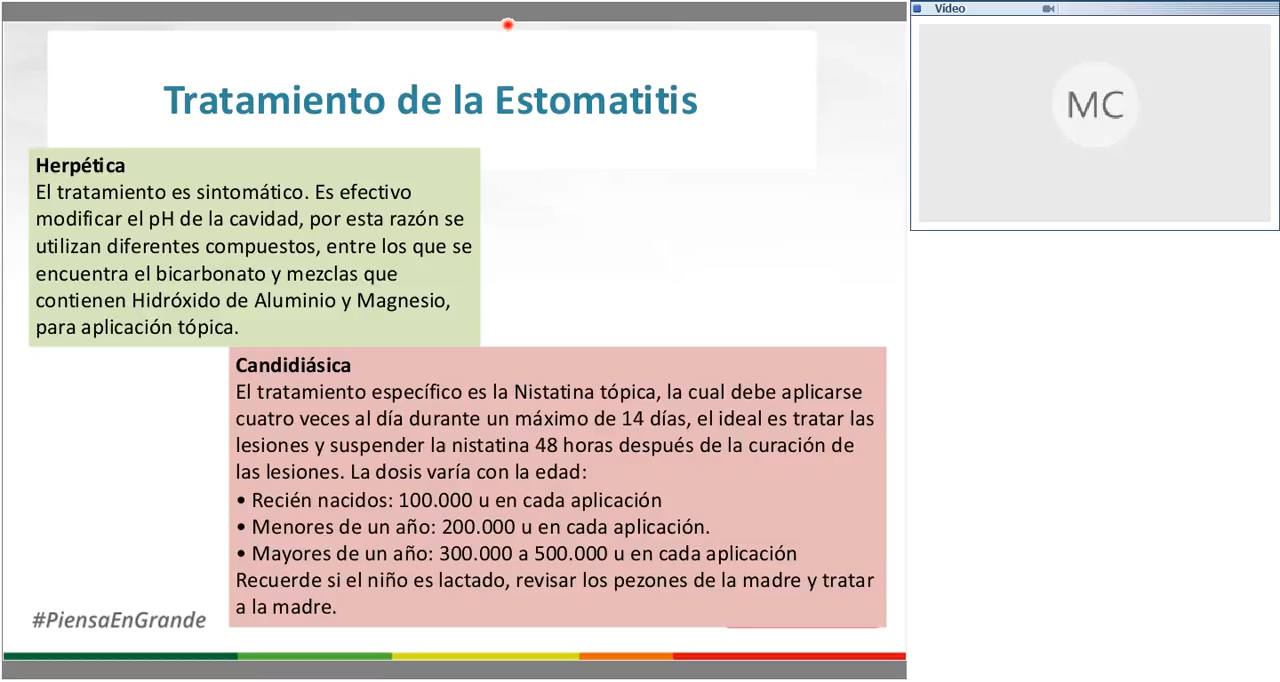 Vídeo
MC
Tratamiento de la Estomatitis
Herpética
El tratamiento es sintomático. Es efectivo
modificar el pH de la cavidad, por esta razón se
utilizan diferentes compuestos, entre los que se
encuentra el bicarbonato y mezclas que
contienen Hidróxido de Aluminio y Magnesio,
para aplicación tópica.
Candidiásica
El tratamiento específico es la Nistatina tópica, la cual debe aplicarse
cuatro veces al día durante un máximo de 14 días, el ideal es tratar las
lesiones y suspender la nistatina 48 horas después de la curación de
las lesiones. La dosis varía con la edad:
• Recién nacidos: 100.000 u en cada aplicación
• Menores de un año: 200.000 u en cada aplicación.
• Mayores de un año: 300.000 a 500.000 u en cada aplicación
Recuerde si el niño es lactado, revisar los pezones de la madre y tratar
a la madre.
#PiensaEnGrande